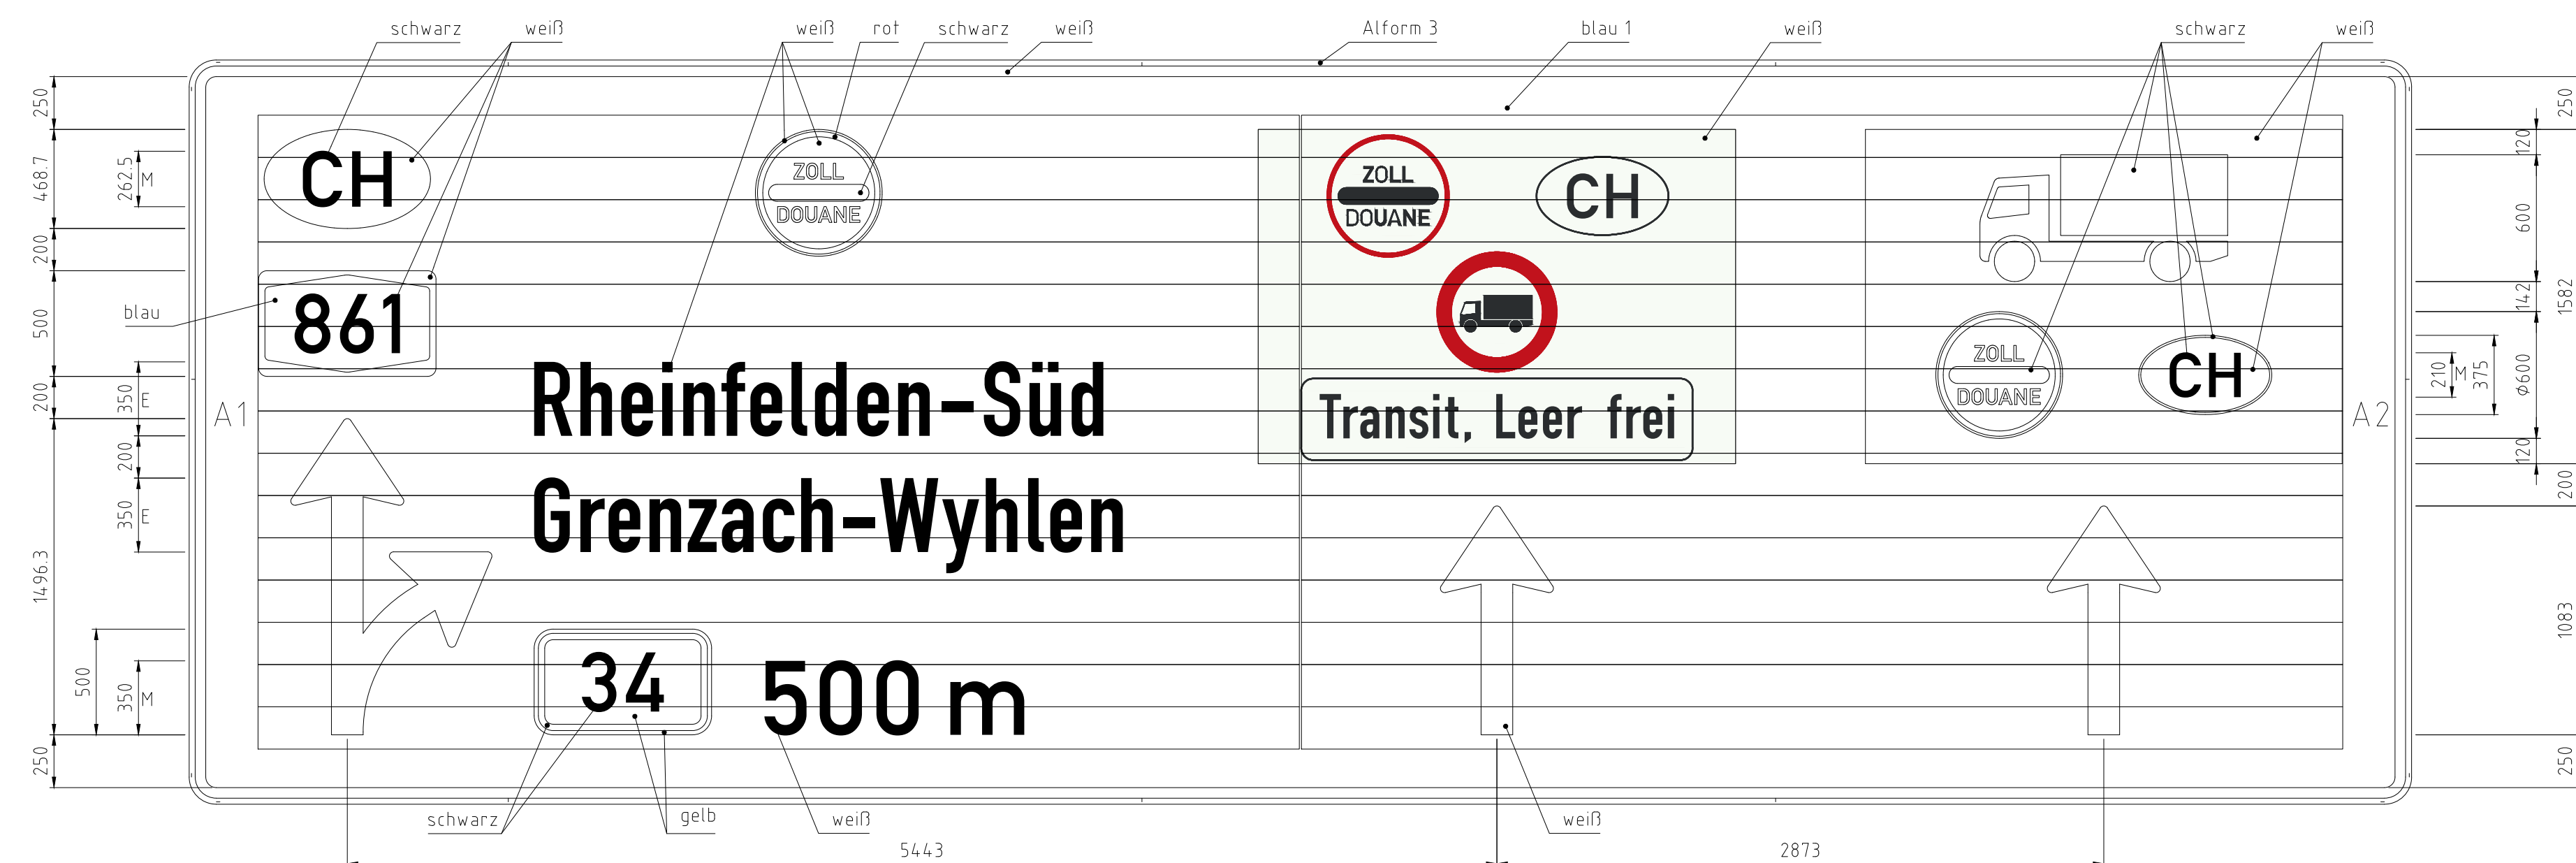 schwarz weiß weiß rot schwarz weiß Alform 3 blau 1 weiß schwarz weiß
250 468.7 200 500 200 1496.3 250
262.5 M
350 E
200
350 E
500
350 M
blau
A1
CH
861
ZOLL
DOUANE
Rheinfelden-Süd
Grenzach-Wyhlen
34
500 m
ZOLL
DOUANE
CH
Transit, Leer frei
ZOLL
DOUANE
CH
A2
210 M
375
120 600 142 ⌀600 120
250 1582 200 1083 250
schwarz gelb weiß weiß
5443 2873